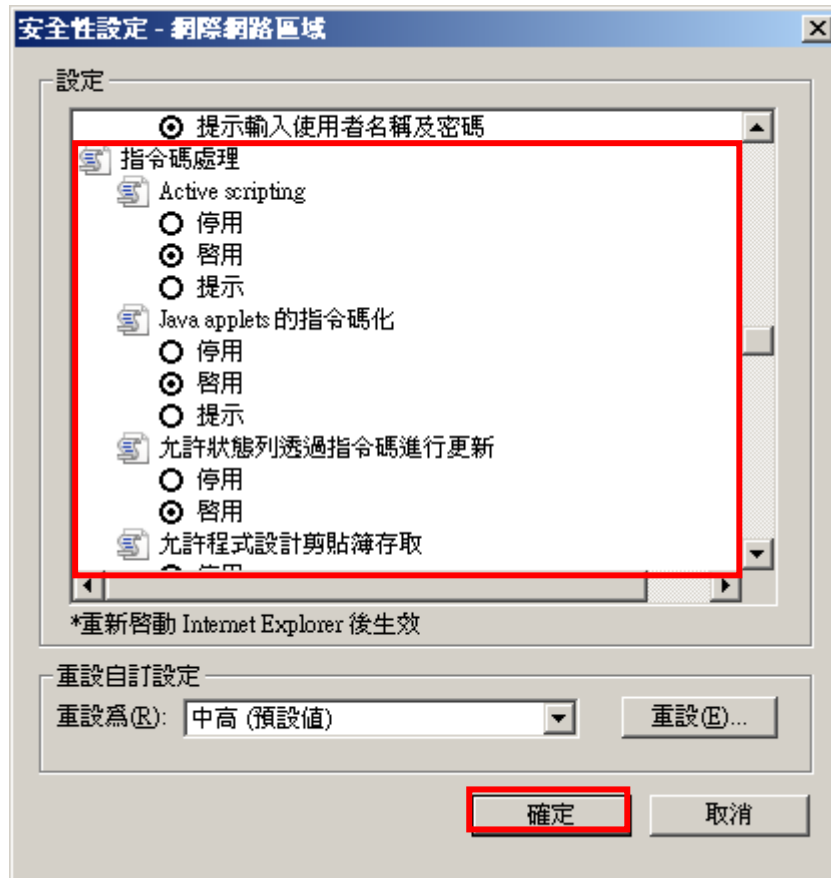 安全性設定 - 網際網路區域
設定
提示輸入使用者名稱及密碼
指令碼處理
Active scripting
停用
啓用
提示
Java applets 的指令碼化
停用
啓用
提示
允許狀態列透過指令碼進行更新
停用
啓用
允許程式設計剪貼簿存取
停用
*重新啓動 Internet Explorer 後生效
重設自訂設定
重設爲(R): 中高 (預設值) 重設(E)...
確定 取消